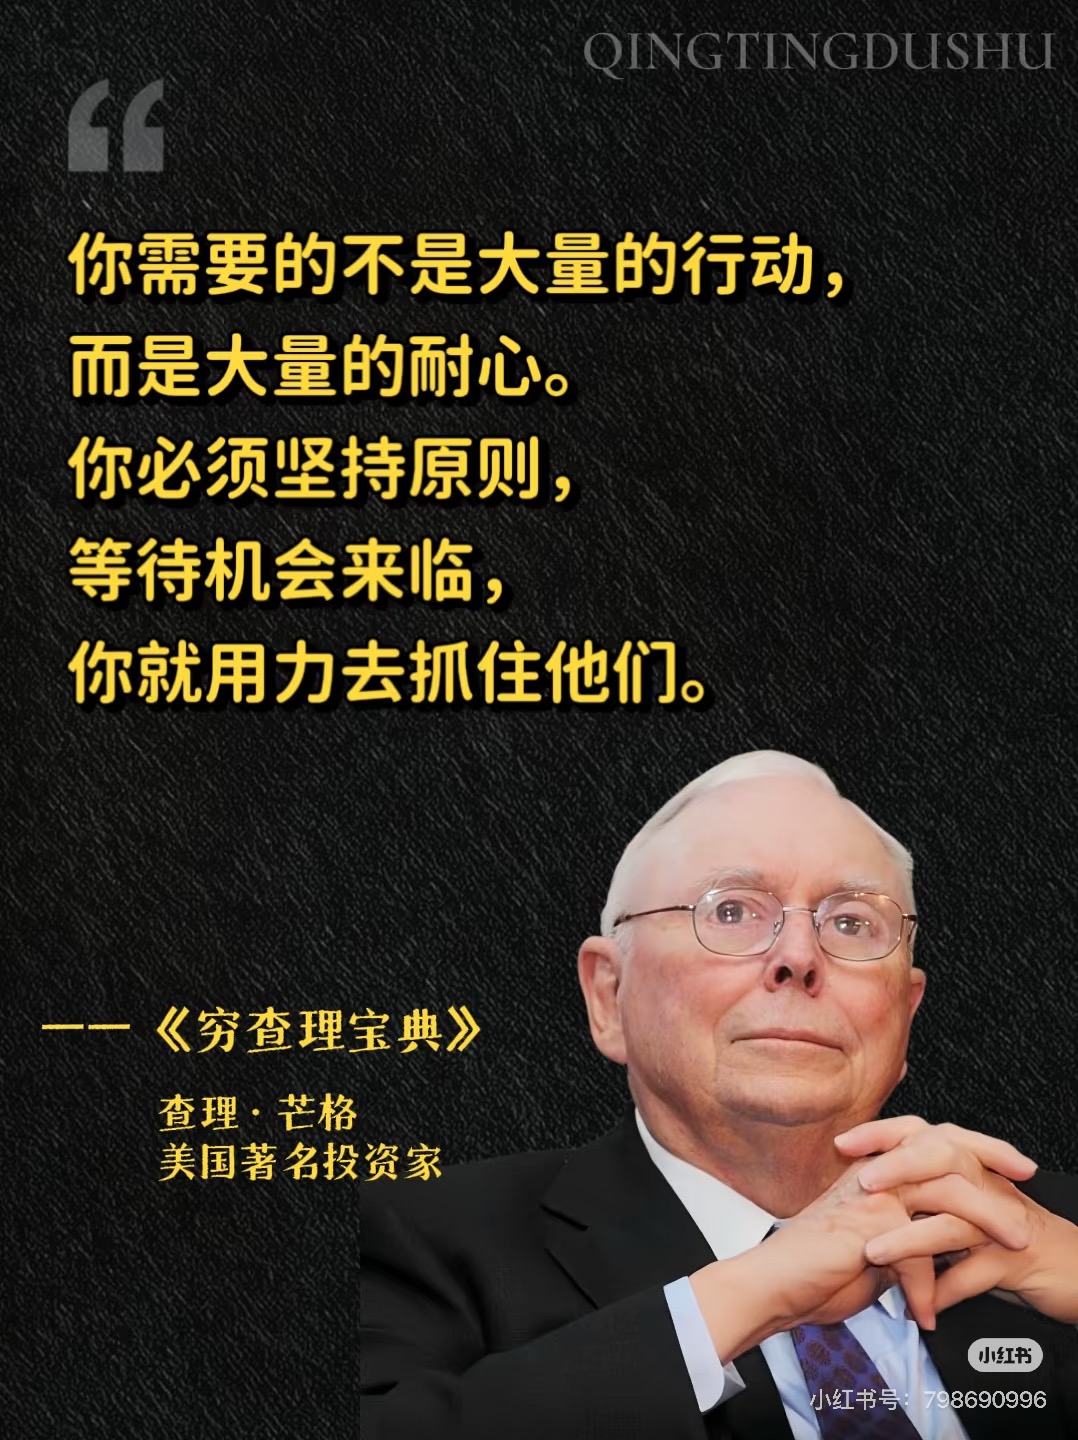 QINGTINGDUSHU
“
你需要的不是大量的行动，
而是大量的耐心。
你必须坚持原则，
等待机会来临，
你就用力去抓住他们。
——《穷查理宝典》
查理·芒格
美国著名投资家
小红书
小红书号：798690996